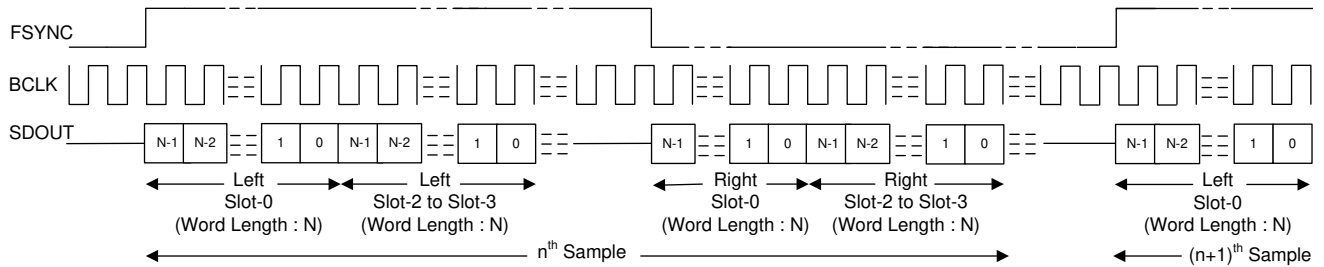 FSYNC
BCLK
SDOUT
N-1 N-2 1 0 N-1 N-2 1 0 N-1 1 0 N-1 N-2 1 0 N-1 N-2 1 0
Left Left Right Right Left
Slot-0 Slot-2 to Slot-3 Slot-0 Slot-2 to Slot-3 Slot-0
(Word Length : N) (Word Length : N) (Word Length : N) (Word Length : N) (Word Length : N)
nth Sample (n+1)th Sample